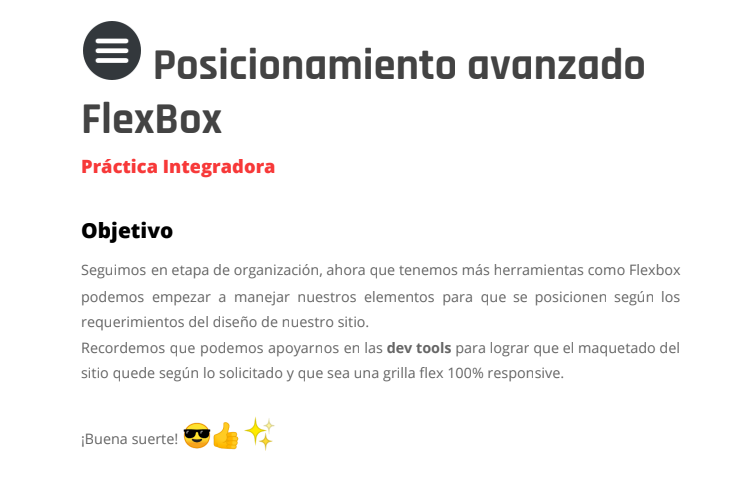 Posicionamiento avanzado
FlexBox
Práctica Integradora
Objetivo
Seguimos en etapa de organización, ahora que tenemos más herramientas como Flexbox
podemos empezar a manejar nuestros elementos para que se posicionen según los
requerimientos del diseño de nuestro sitio.
Recordemos que podemos apoyarnos en las dev tools para lograr que el maquetado del
sitio quede según lo solicitado y que sea una grilla flex 100% responsive.
¡Buena suerte! 😎👍✨